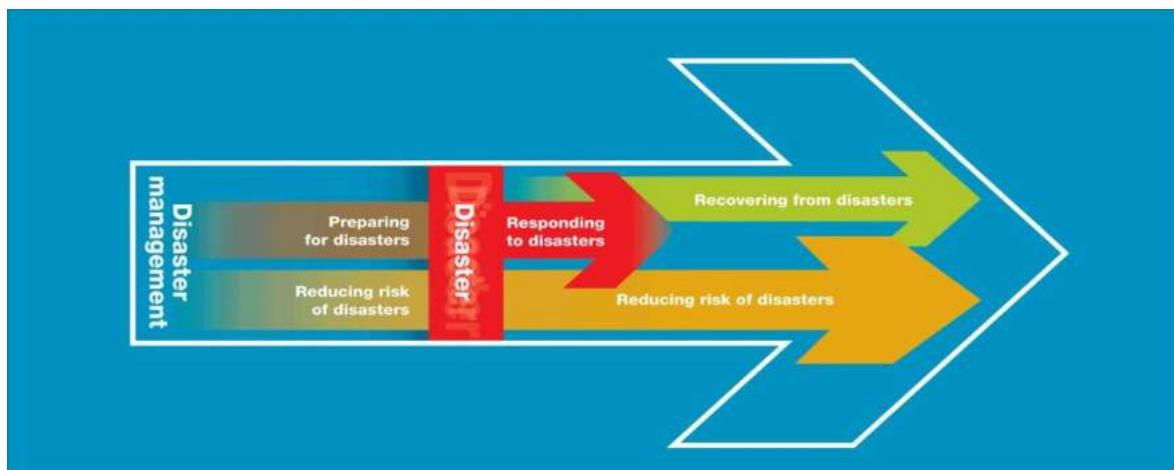 Disaster
management
Preparing
for disasters
Reducing risk
of disasters
Disaster
Responding
to disasters
Recovering from disasters
Reducing risk of disasters